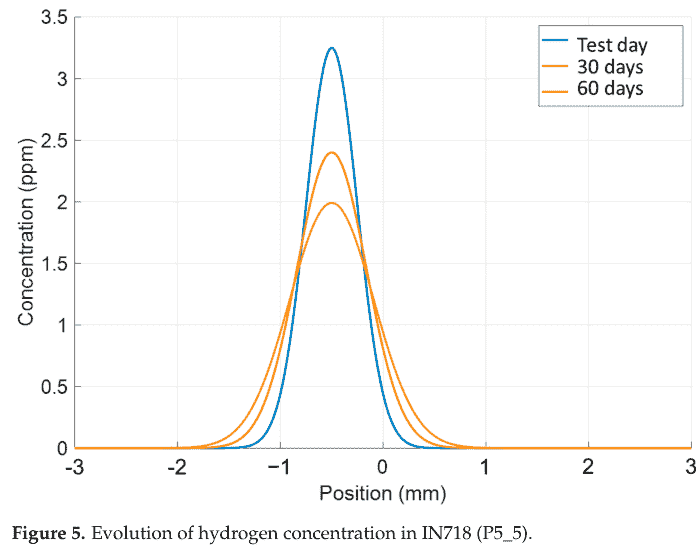 3.5
3
2.5
2
1.5
1
0.5
0
Concentration (ppm)
Test day
30 days
60 days
-3
-2
−1
0
1
2
3
Position (mm)
Figure 5. Evolution of hydrogen concentration in IN718 (P5_5).